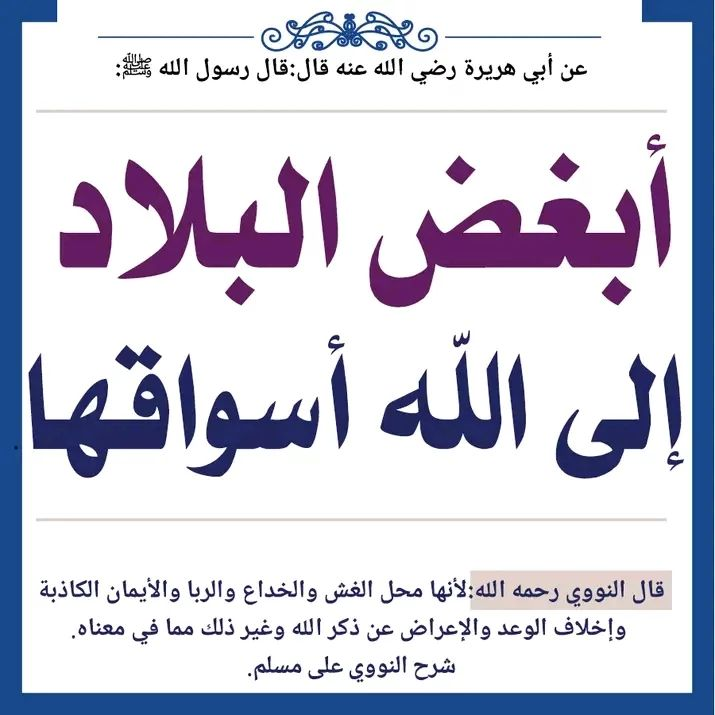 عن أبي هريرة رضي الله عنه قال:قال رسول الله ﷺ:
أبغض البلاد
إلى الله أسواقها.
قال النووي رحمه الله:لأنها محل الغش والخداع والربا والأيمان الكاذبة
وإخلاف الوعد والإعراض عن ذكر الله وغير ذلك مما في معناه.
شرح النووي على مسلم.